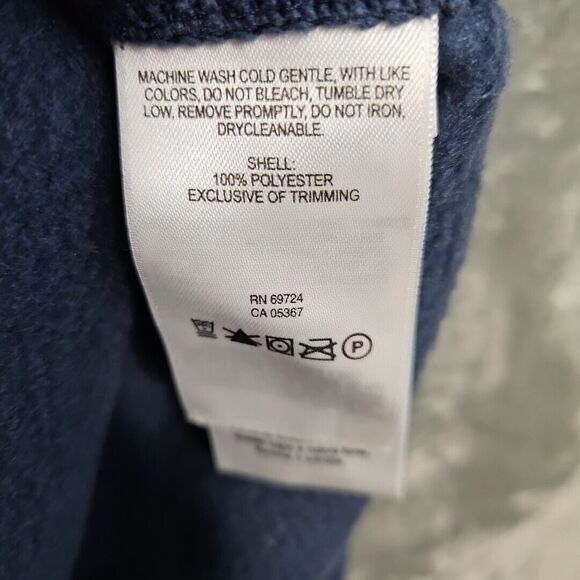 MACHINE WASH COLD GENTLE, WITH LIKE
COLORS, DO NOT BLEACH, TUMBLE DRY
LOW, REMOVE PROMPTLY, DO NOT IRON,
DRYCLEANABLE.
SHELL:
100% POLYESTER
EXCLUSIVE OF TRIMMING
RN 69724
CA 05367
P